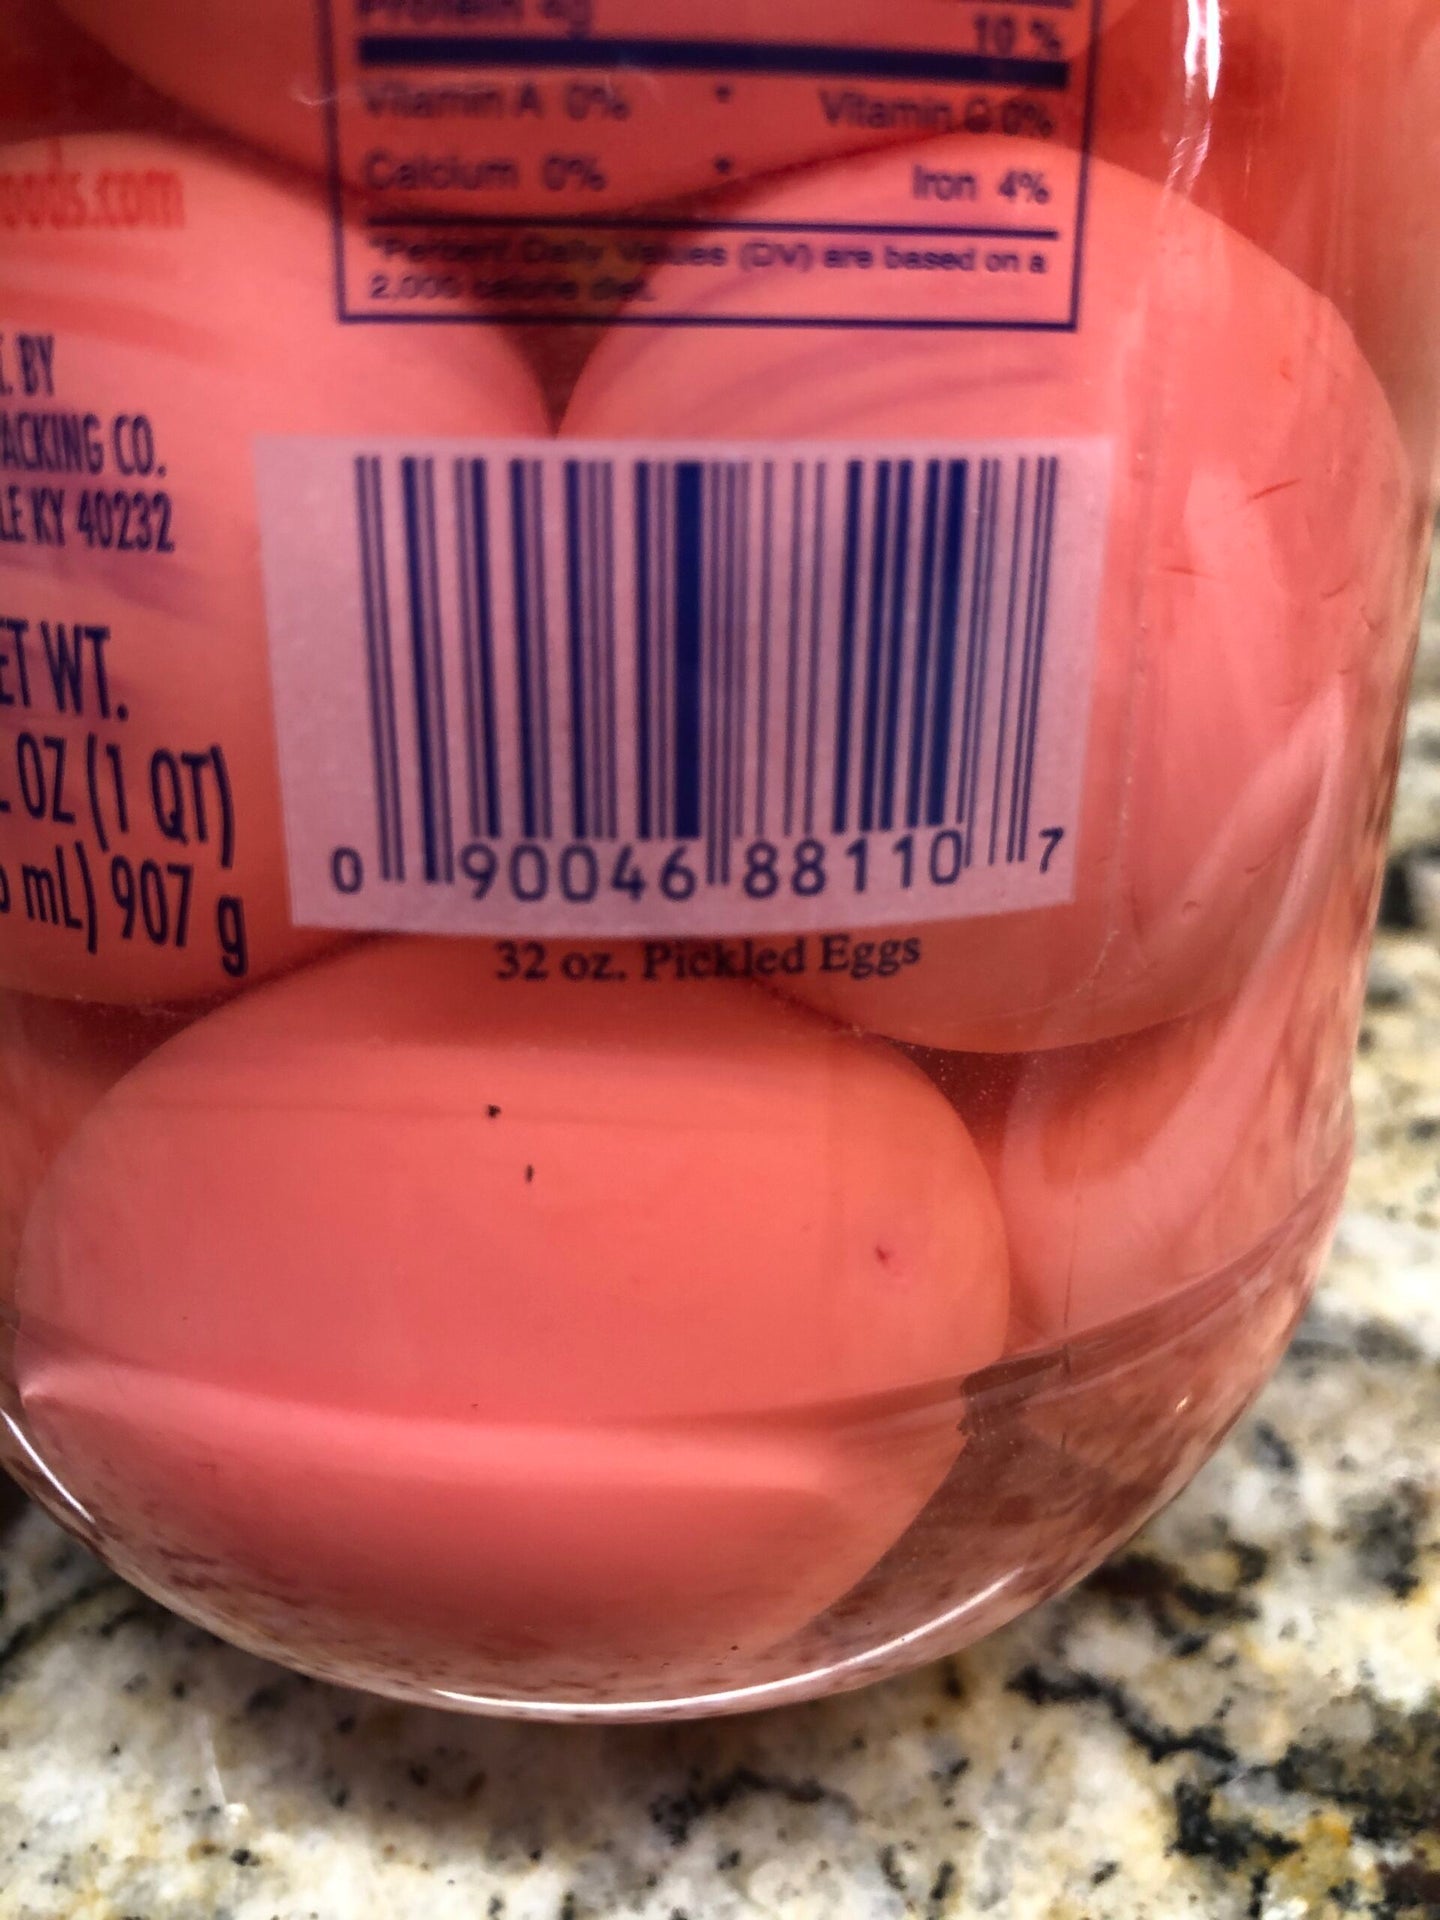 Protein 4g 10 %
Vitamin A 0% • Vitamin C 0%
Calcium 0% • Iron 4%
*Percent Daily Values (DV) are based on a
2,000 calorie diet.
oods.com
. BY
ACKING CO.
LE KY 40232
ET WT.
OZ (1 QT)
mL) 907 g
0 90046 88110 7
32 oz. Pickled Eggs